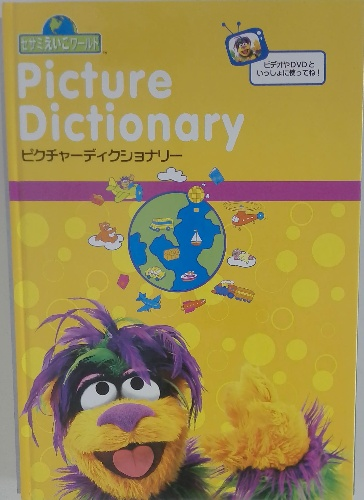 セサミえいごワールド
ビデオやDVDと
いっしょに使ってね!
Picture
Dictionary
ピクチャーディクショナリー